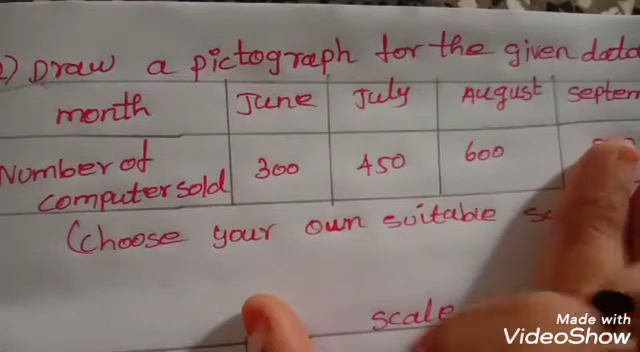 Draw a pictograph for the given data
month June July August Septem
Number of 300 450 600
computer sold
(choose your own suitable
scale
Made with
VideoShow